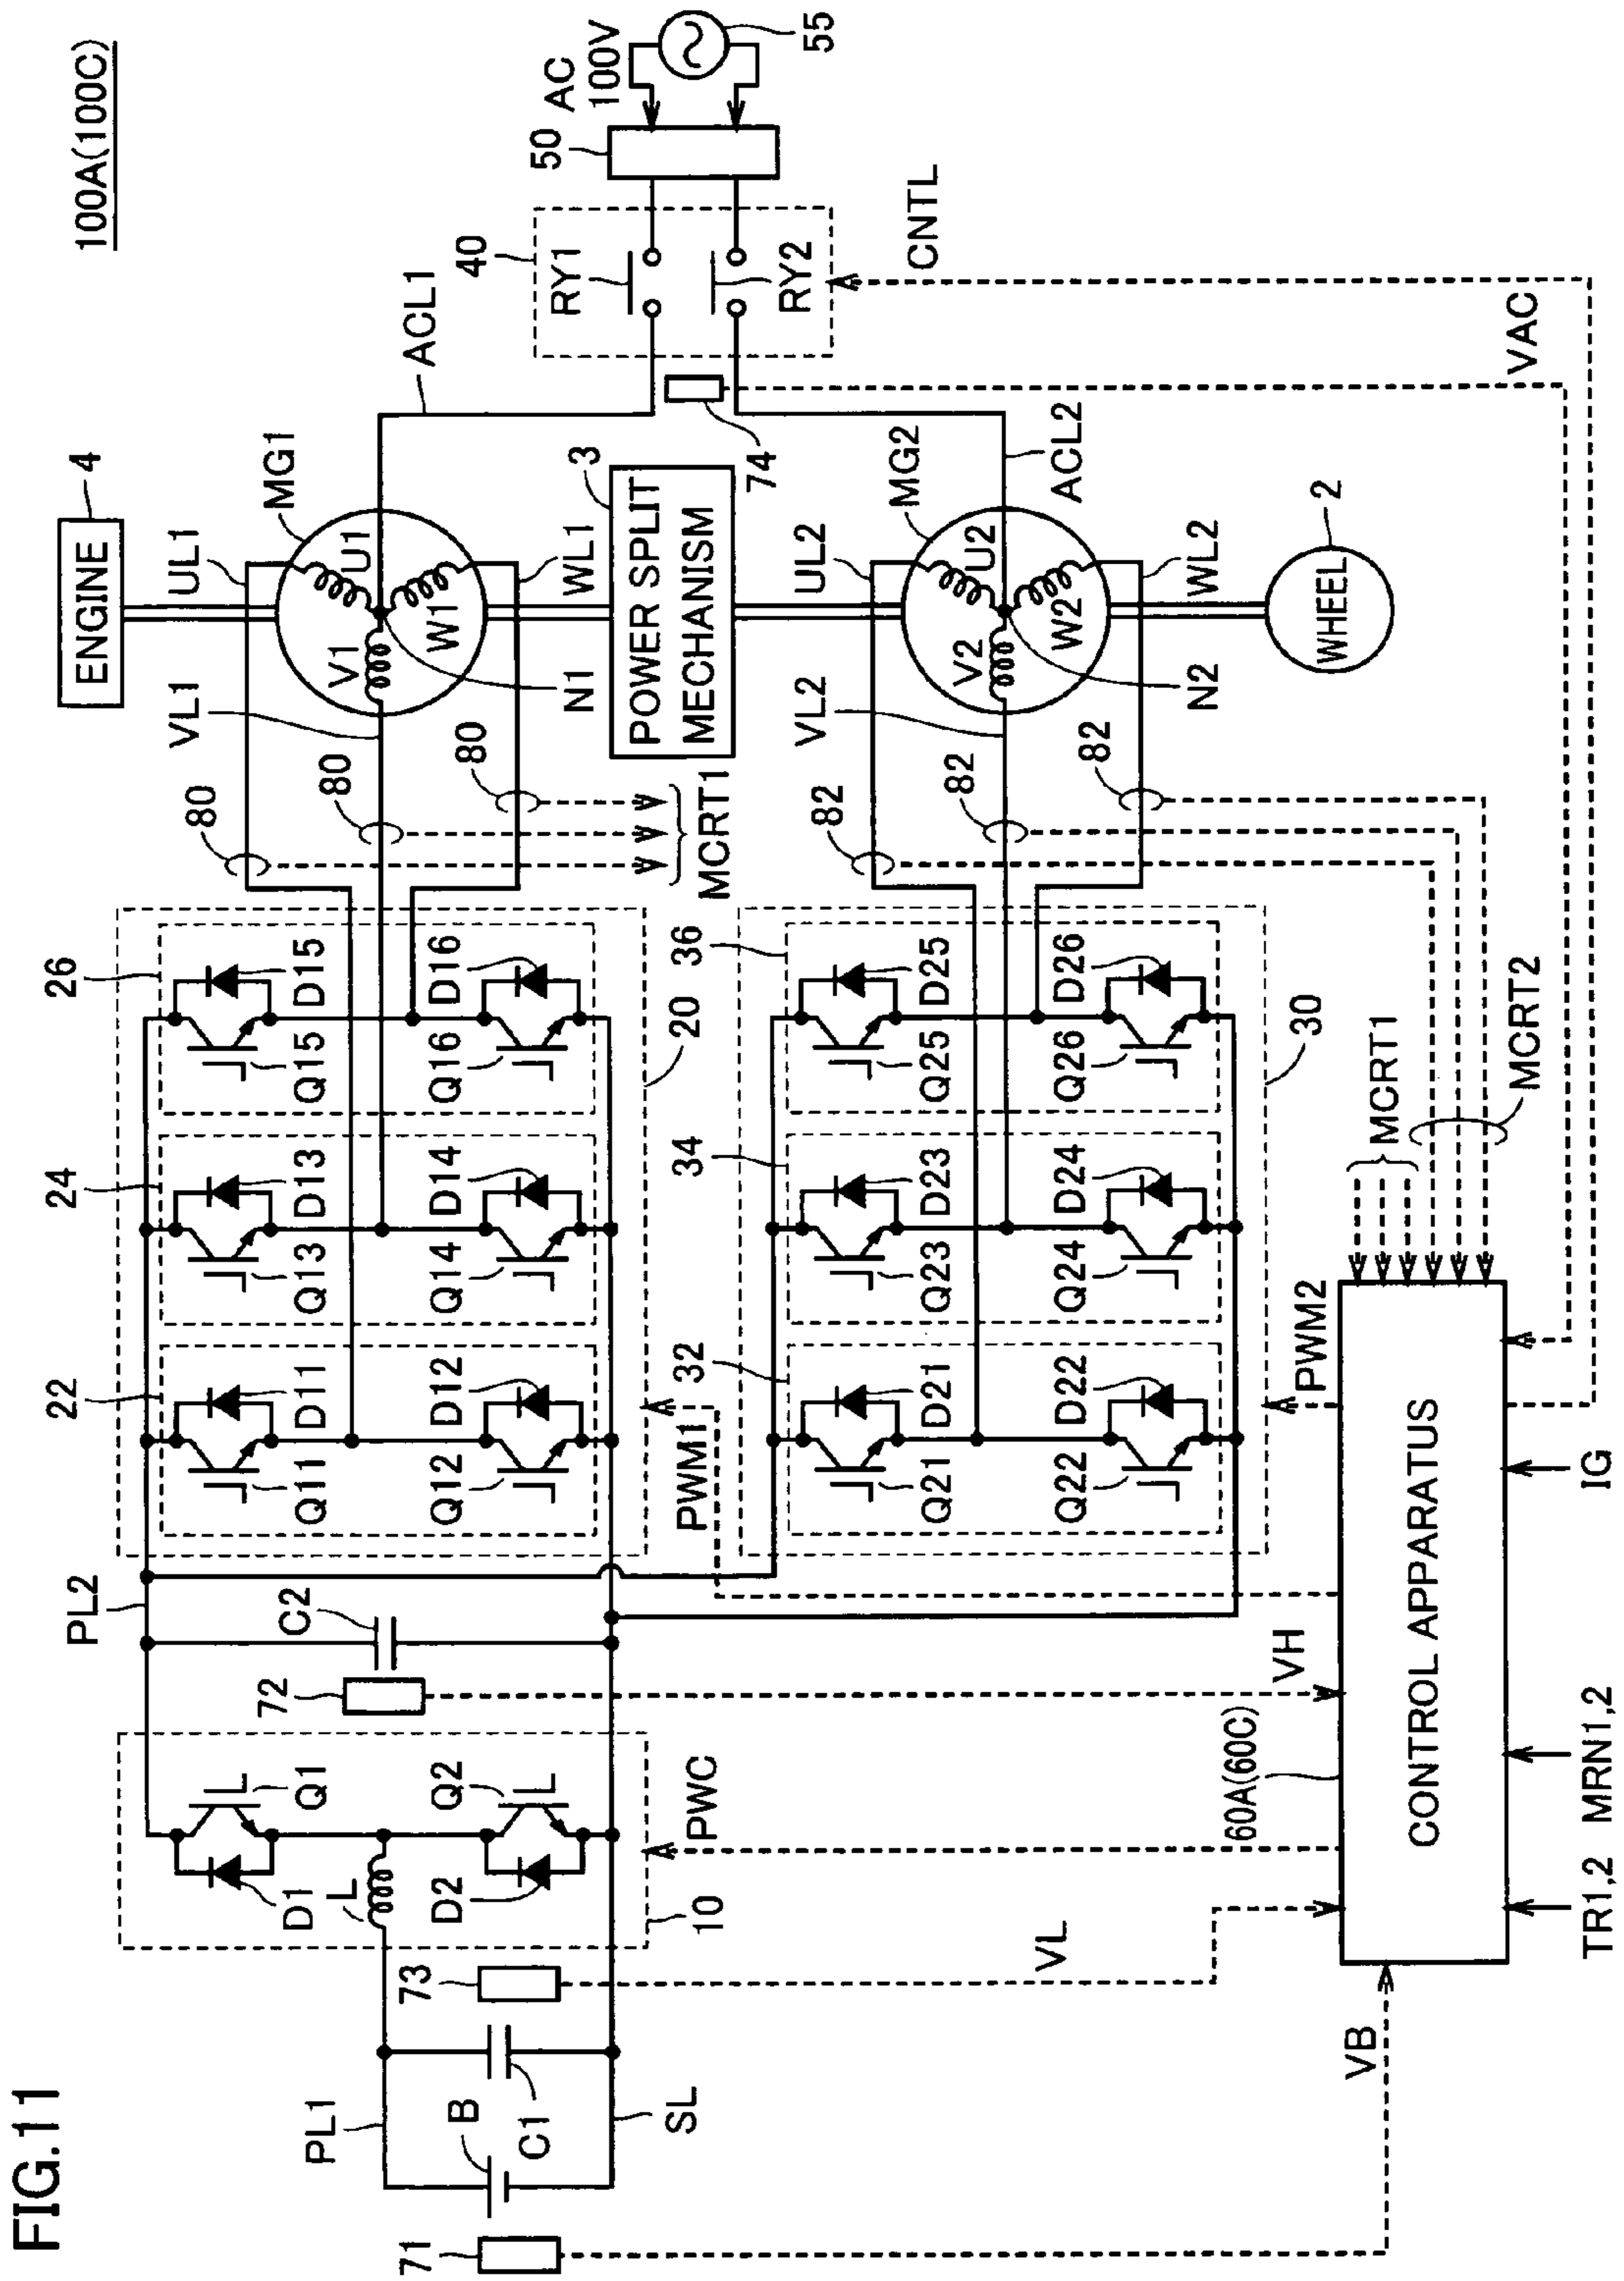 FIG.11
100A(100C)
ENGINE
4
UL1
MG1
U1
V1
W1
VL1
WL1
N1
ACL1
3
POWER SPLIT
MECHANISM
40
RY1
RY2
50
AC
100V
55
CNTL
74
VAC
UL2
MG2
U2
V2
W2
VL2
WL2
N2
ACL2
WHEEL
2
80
80
80
MCRT1
82
82
82
26
D15
Q15
D16
Q16
24
D13
Q13
D14
Q14
22
D11
Q11
D12
Q12
20
36
D25
Q25
D26
Q26
34
D23
Q23
D24
Q24
32
D21
Q21
D22
Q22
30
MCRT1
MCRT2
PWM1
PWM2
PL2
C2
72
VH
Q1
D1
L
Q2
D2
10
PWC
60A(60C)
CONTROL APPARATUS
IG
MRN1,2
TR1,2
73
VL
PL1
B
C1
SL
71
VB